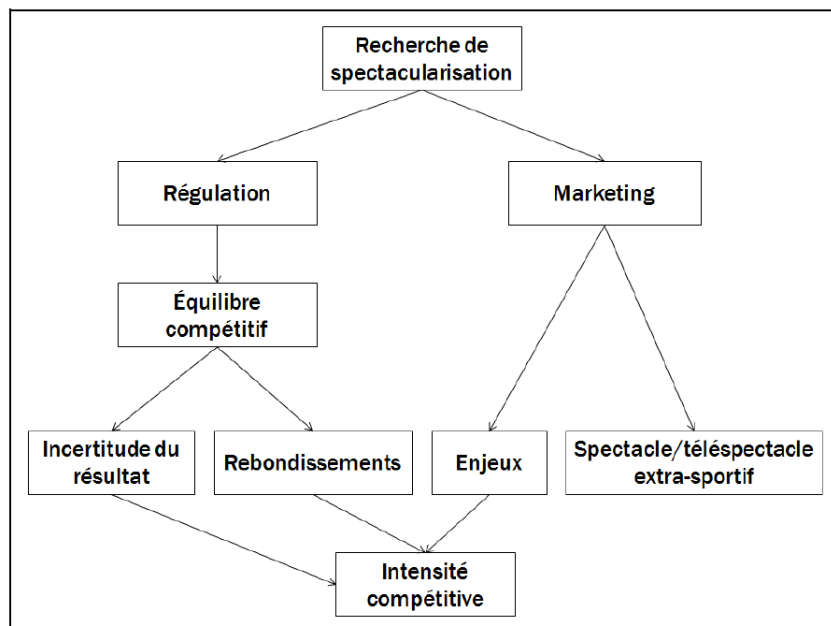 Recherche de
spectacularisation
Régulation
Marketing
Équilibre
compétitif
Incertitude du
résultat
Rebondissements
Enjeux
Spectacle/téléspectacle
extra-sportif
Intensité
compétitive